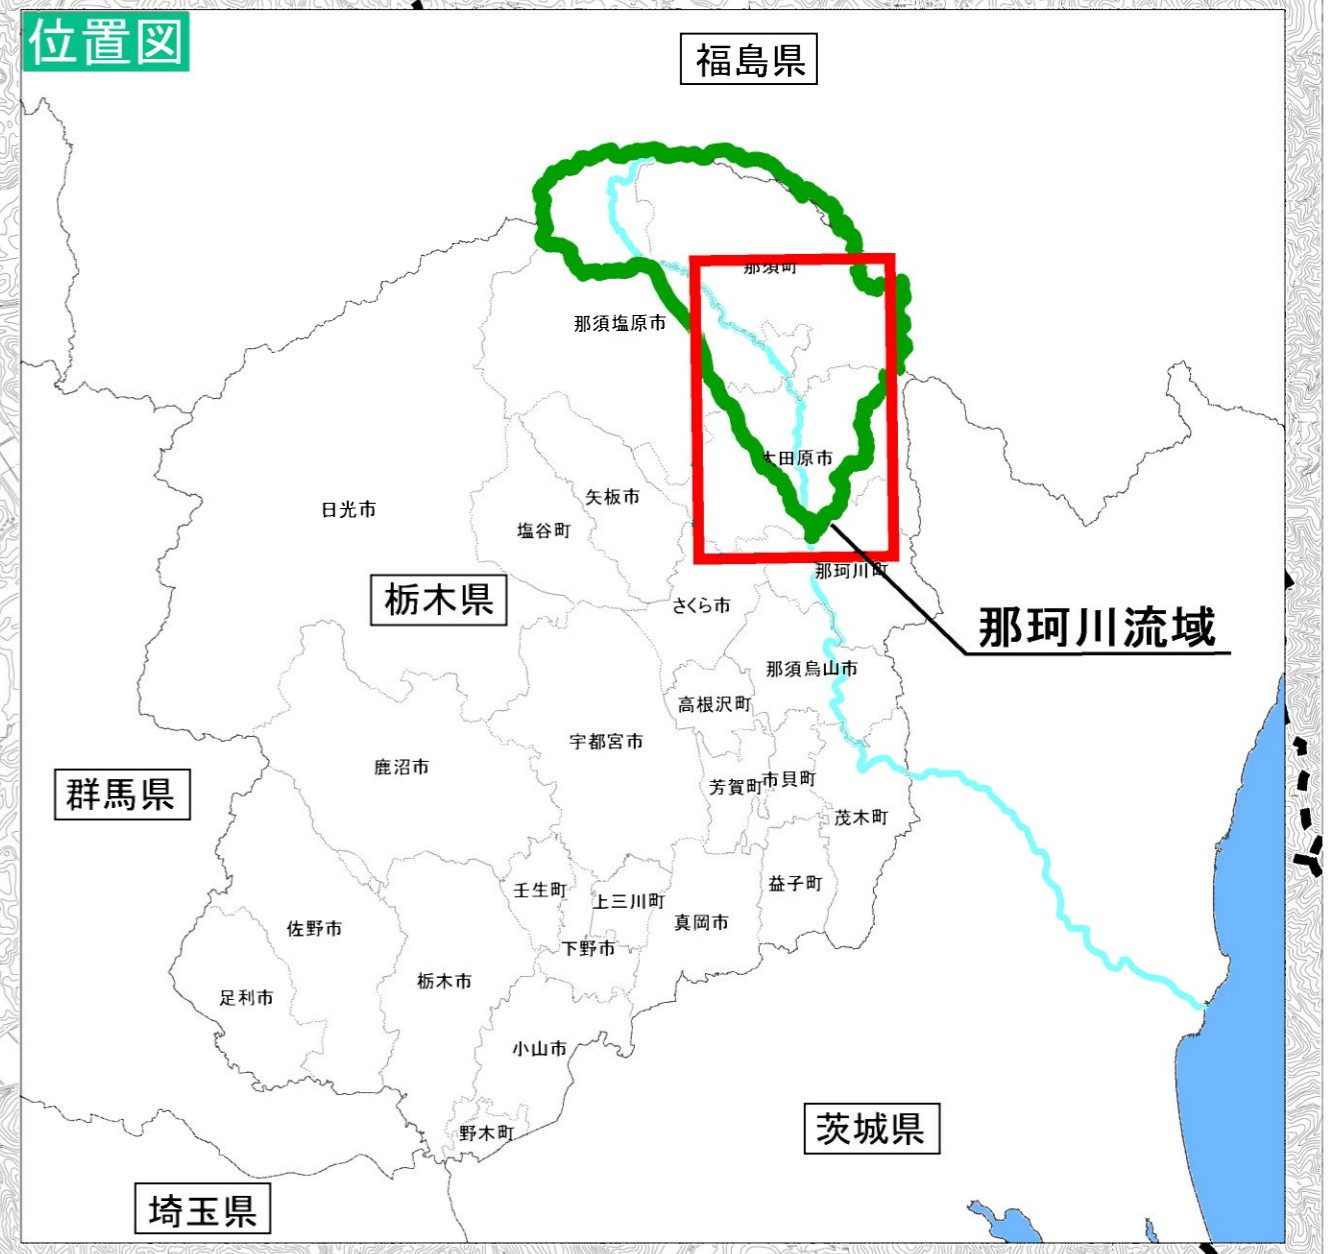 位置図
福島県
那須町
那須塩原市
大田原市
矢板市
日光市
塩谷町
那珂川町
栃木県
さくら市
那珂川流域
那須烏山市
高根沢町
宇都宮市
鹿沼市
市貝町
芳賀町
群馬県
茂木町
益子町
壬生町
上三川町
真岡市
佐野市
下野市
栃木市
足利市
小山市
茨城県
野木町
埼玉県